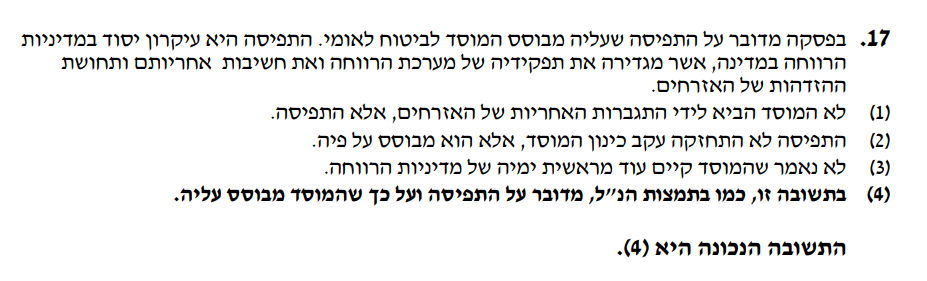 17. בפסקה מדובר על התפיסה שעליה מבוסס המוסד לביטוח לאומי. התפיסה היא עיקרון יסוד במדיניות
הרווחה במדינה, אשר מגדירה את תפקידיה של מערכת הרווחה ואת חשיבות אחריותם ותחושת
ההזדהות של האזרחים.
(1) לא המוסד הביא לידי התגברות האחריות של האזרחים, אלא התפיסה.
(2) התפיסה לא התחזקה עקב כינון המוסד, אלא הוא מבוסס על פיה.
(3) לא נאמר שהמוסד קיים עוד מראשית ימיה של מדיניות הרווחה.
(4) בתשובה זו, כמו בתמצות הנ״ל, מדובר על התפיסה ועל כך שהמוסד מבוסס עליה.
התשובה הנכונה היא (4).